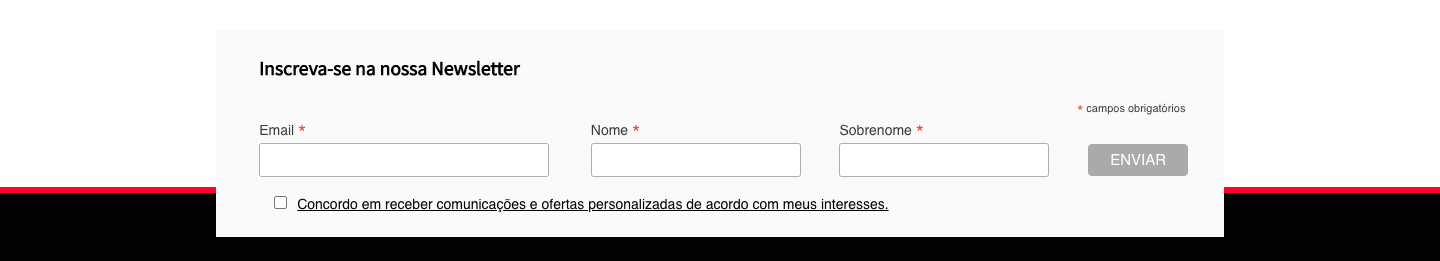 Inscreva-se na nossa Newsletter
* campos obrigatórios
Email * Nome * Sobrenome *
ENVIAR
Concordo em receber comunicações e ofertas personalizadas de acordo com meus interesses.